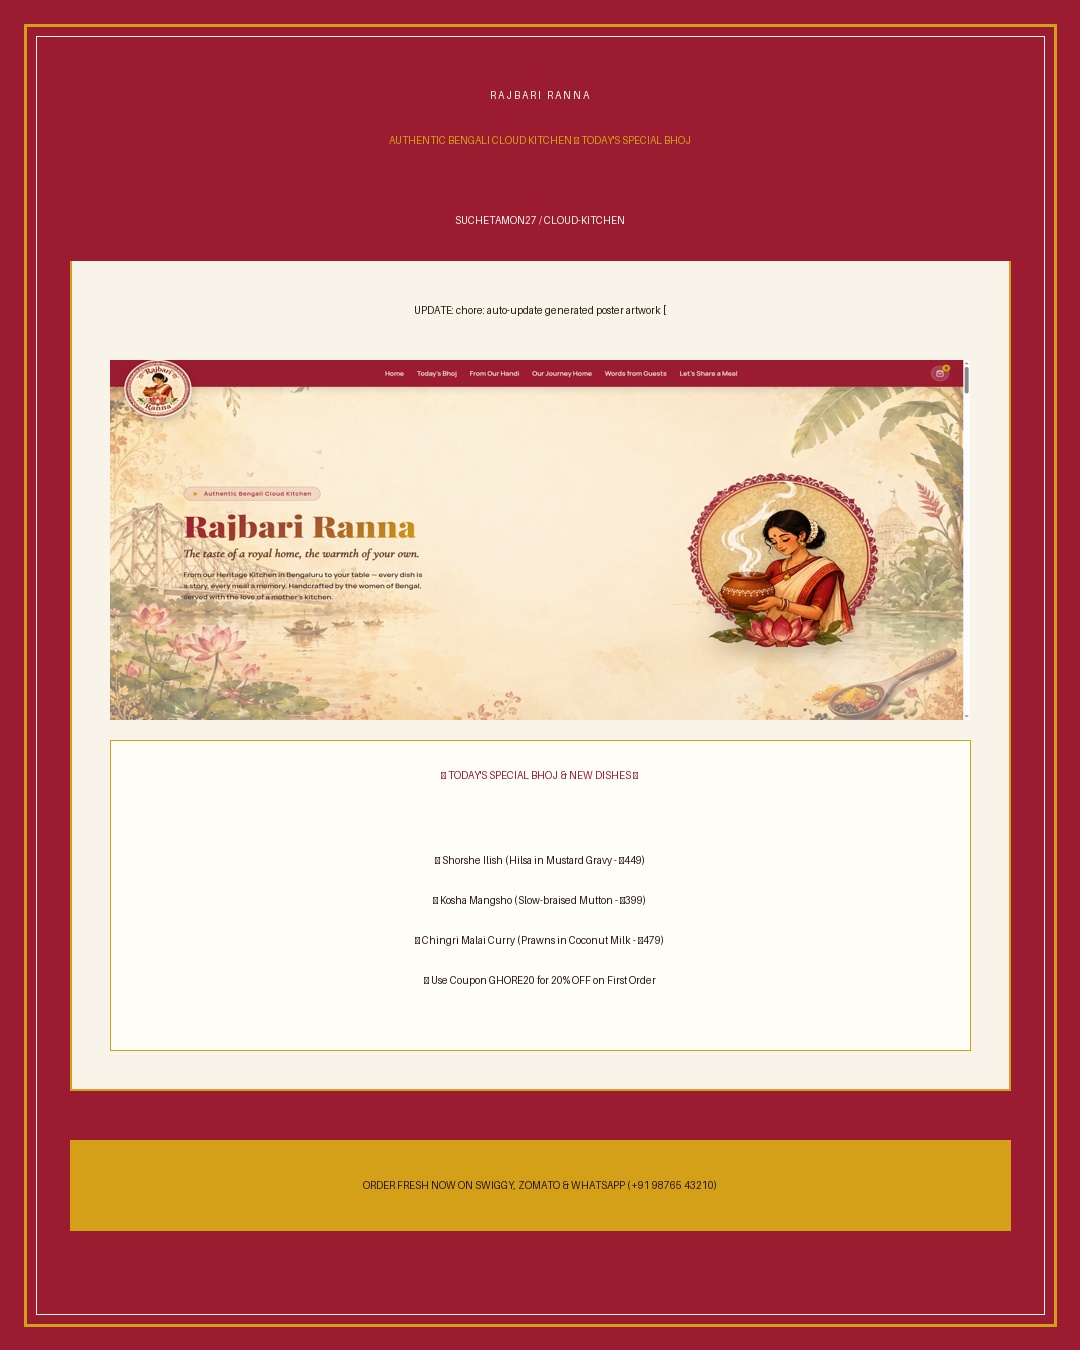 RAJBARI RANNA
AUTHENTIC BENGALI CLOUD KITCHEN ▯ TODAY'S SPECIAL BHOJ
SUCHETAMON27 / CLOUD-KITCHEN
UPDATE: chore: auto-update generated poster artwork [
Rajbari
Ranna
Home Today's Bhoj From Our Handi Our Journey Home Words from Guests Let's Share a Meal
Authentic Bengali Cloud Kitchen
Rajbari Ranna
The taste of a royal home, the warmth of your own.
From our Heritage Kitchen in Bengaluru to your table — every dish is
a story, every meal a memory. Handcrafted by the women of Bengal,
served with the love of a mother's kitchen.
▯ TODAY'S SPECIAL BHOJ & NEW DISHES ▯
▯ Shorshe Ilish (Hilsa in Mustard Gravy - ▯449)
▯ Kosha Mangsho (Slow-braised Mutton - ▯399)
▯ Chingri Malai Curry (Prawns in Coconut Milk - ▯479)
▯ Use Coupon GHORE20 for 20% OFF on First Order
ORDER FRESH NOW ON SWIGGY, ZOMATO & WHATSAPP (+91 98765 43210)